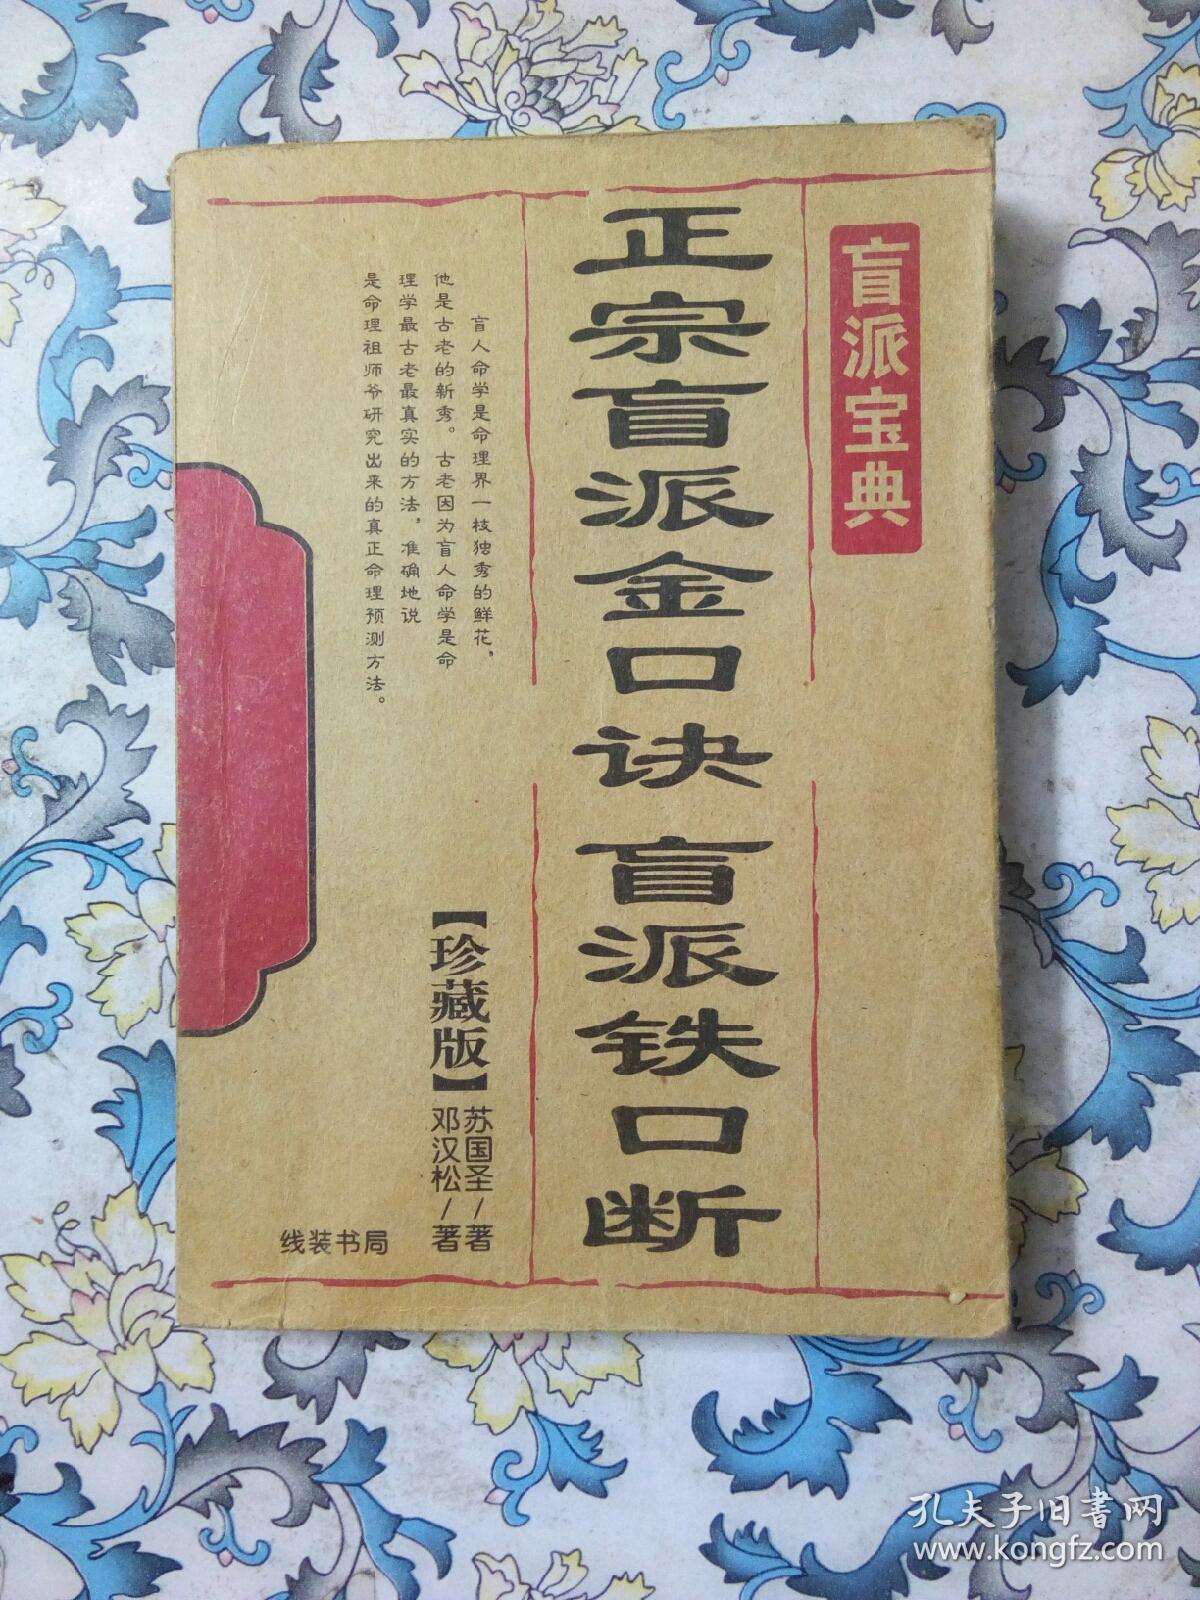 盲派宝典
正宗盲派金口诀 盲派铁口断
盲人命学是命理界一枝独秀的鲜花，
他是古老的新秀。古老因为盲人命学是命
理学最古老最真实的方法，准确地说
是命理祖师爷研究出来的真正命理预测方法。
【珍藏版】
苏国圣/著
邓汉松/著
线装书局
孔夫子旧書网
www.kongfz.com